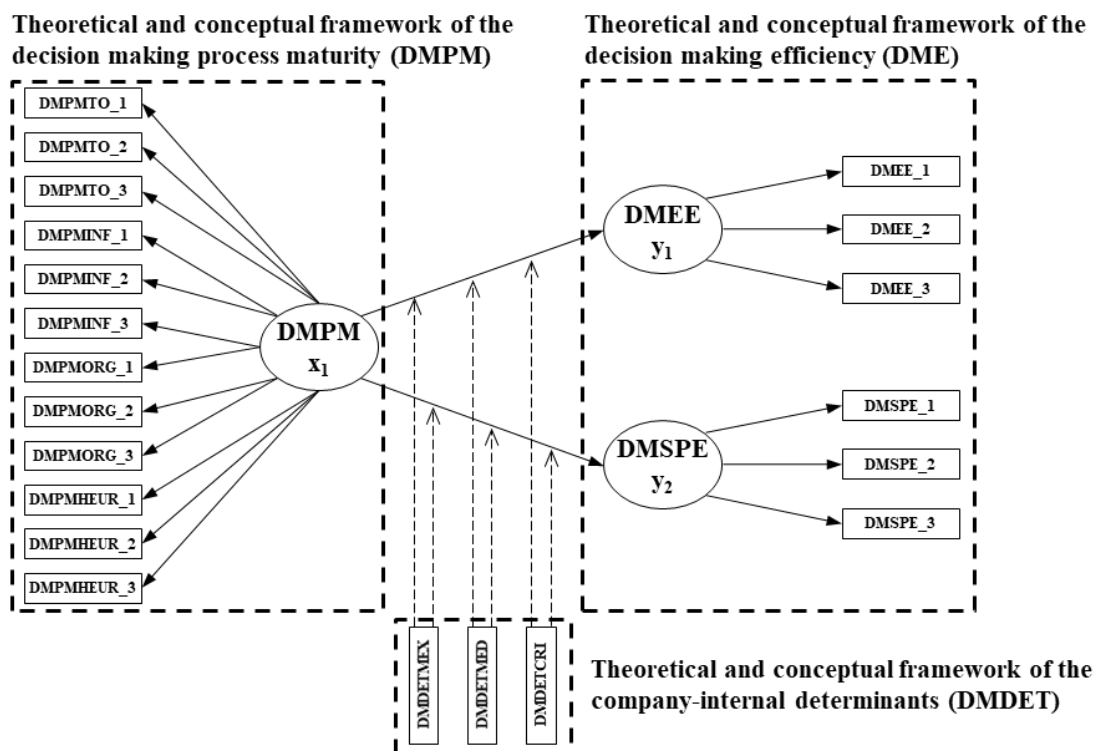 Theoretical and conceptual framework of the
decision making process maturity (DMPM)
Theoretical and conceptual framework of the
decision making efficiency (DME)
DMPMTO_1
DMPMTO_2
DMPMTO_3
DMPMINF_1
DMPMINF_2
DMPMINF_3
DMPMORG_1
DMPMORG_2
DMPMORG_3
DMPMHEUR_1
DMPMHEUR_2
DMPMHEUR_3
DMPM
x1
DMEE
y1
DMEE_1
DMEE_2
DMEE_3
DMSPE
y2
DMSPE_1
DMSPE_2
DMSPE_3
DMDETMEX
DMDETMED
DMDETCRI
Theoretical and conceptual framework of the
company-internal determinants (DMDET)